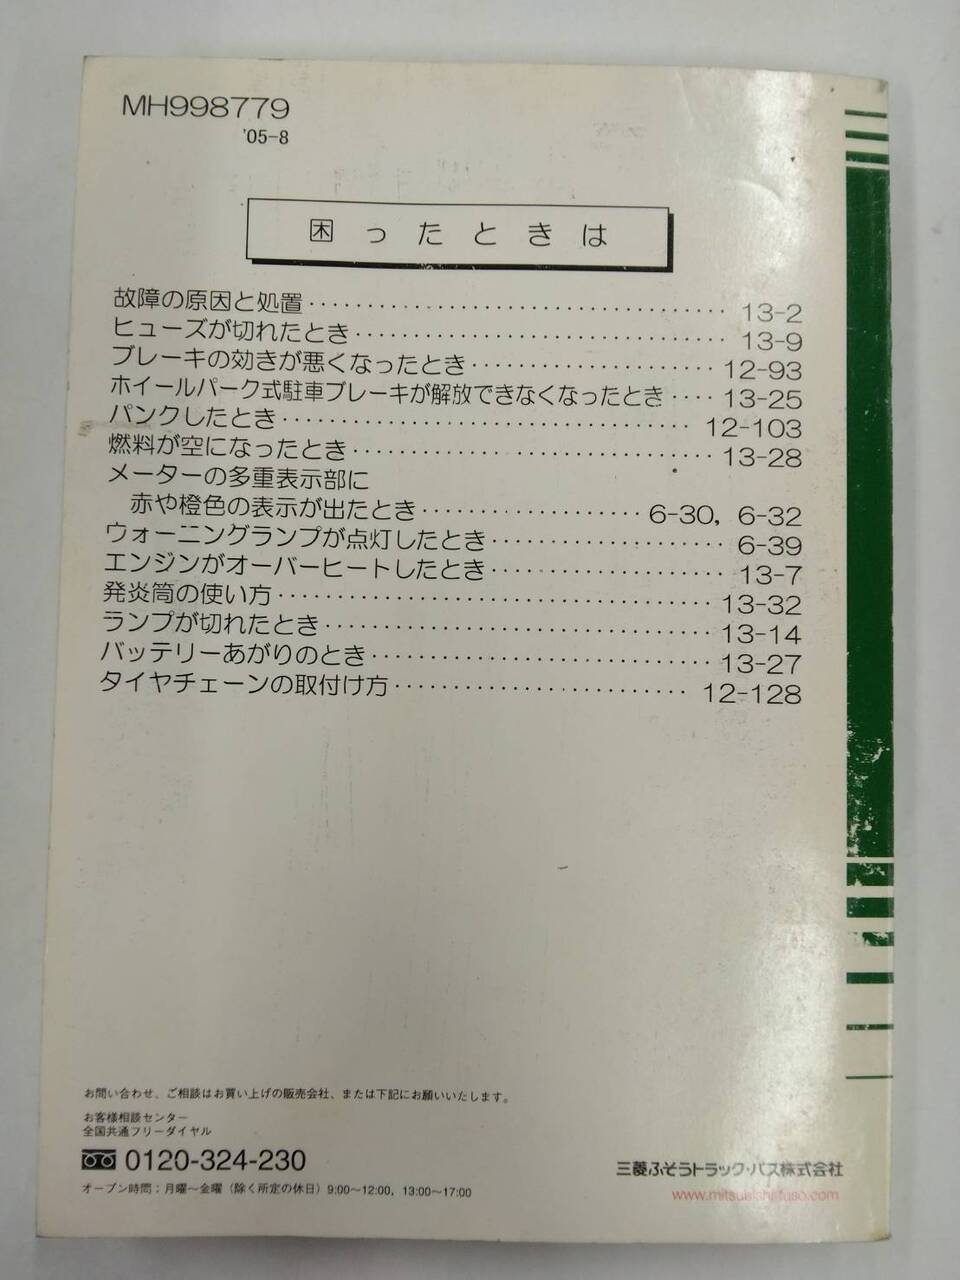 MH998779
'05-8
困ったときは
故障の原因と処置・・・・・・・・・・・・・・・・・・・・・・・・・・・・・・ 13-2
ヒューズが切れたとき・・・・・・・・・・・・・・・・・・・・・・・・・・・ 13-9
ブレーキの効きが悪くなったとき・・・・・・・・・・・・・・・・・・ 12-93
ホイールパーク式駐車ブレーキが解放できなくなったとき・・・・ 13-25
パンクしたとき・・・・・・・・・・・・・・・・・・・・・・・・・・・・・・ 12-103
燃料が空になったとき・・・・・・・・・・・・・・・・・・・・・・・・・・ 13-28
メーターの多重表示部に
赤や橙色の表示が出たとき・・・・・・・・・・・・・・・・・ 6-30, 6-32
ウォーニングランプが点灯したとき・・・・・・・・・・・・・・・・・ 6-39
エンジンがオーバーヒートしたとき・・・・・・・・・・・・・・・・・ 13-7
発炎筒の使い方・・・・・・・・・・・・・・・・・・・・・・・・・・・・・・ 13-32
ランプが切れたとき・・・・・・・・・・・・・・・・・・・・・・・・・・・ 13-14
バッテリーあがりのとき・・・・・・・・・・・・・・・・・・・・・・・・ 13-27
タイヤチェーンの取付け方・・・・・・・・・・・・・・・・・・・・・ 12-128
お問い合わせ、ご相談はお買い上げの販売会社、または下記にお願いいたします。
お客様相談センター
全国共通フリーダイヤル
0120-324-230
オープン時間：月曜〜金曜（除く所定の休日）9:00〜12:00，13:00〜17:00
三菱ふそうトラック・バス株式会社
www.mitsubishi-fuso.com